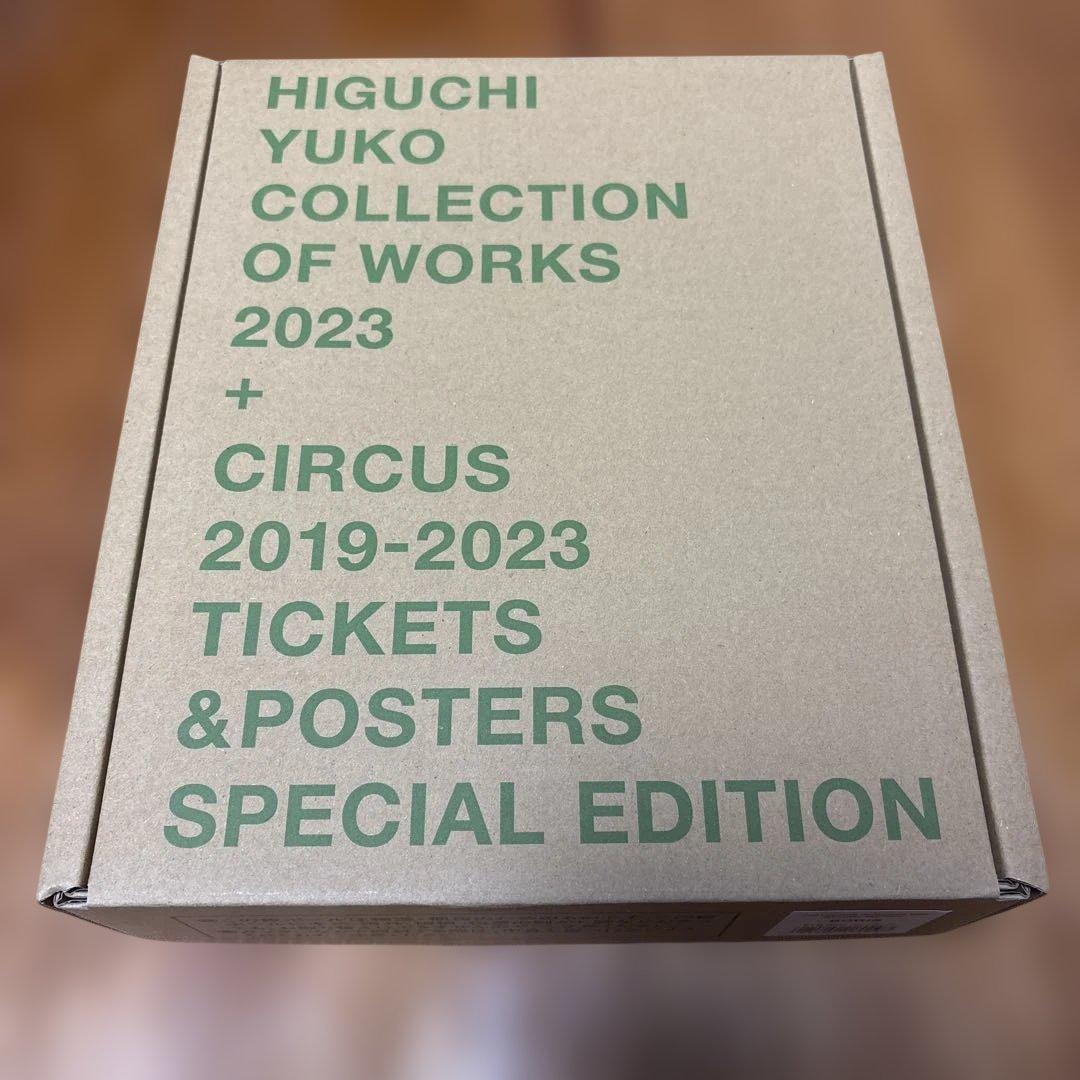 HIGUCHI
YUKO
COLLECTION
OF WORKS
2023
+
CIRCUS
2019-2023
TICKETS
&POSTERS
SPECIAL EDITION